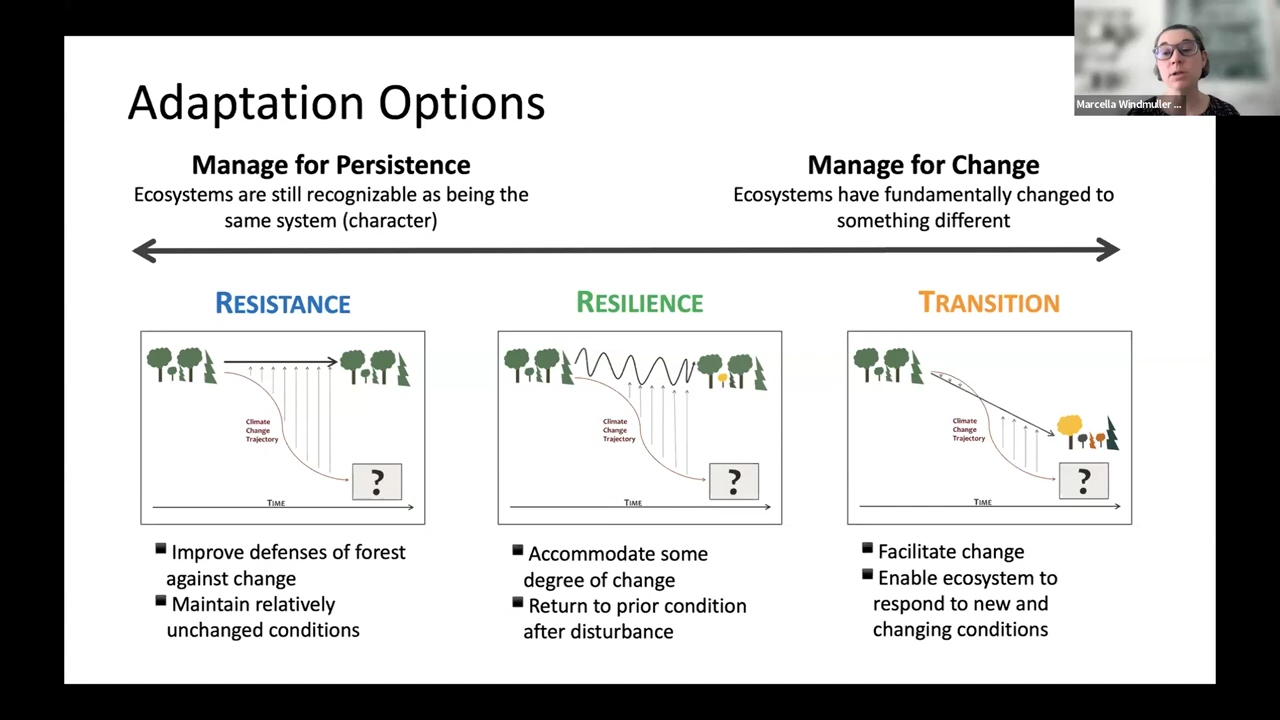 Adaptation Options
Marcella Windmuller ...
Manage for Persistence
Ecosystems are still recognizable as being the
same system (character)
Manage for Change
Ecosystems have fundamentally changed to
something different
RESISTANCE
Climate
Change
Trajectory
?
TIME
Improve defenses of forest
against change
Maintain relatively
unchanged conditions
RESILIENCE
Climate
Change
Trajectory
?
TIME
Accommodate some
degree of change
Return to prior condition
after disturbance
TRANSITION
Climate
Change
Trajectory
?
TIME
Facilitate change
Enable ecosystem to
respond to new and
changing conditions